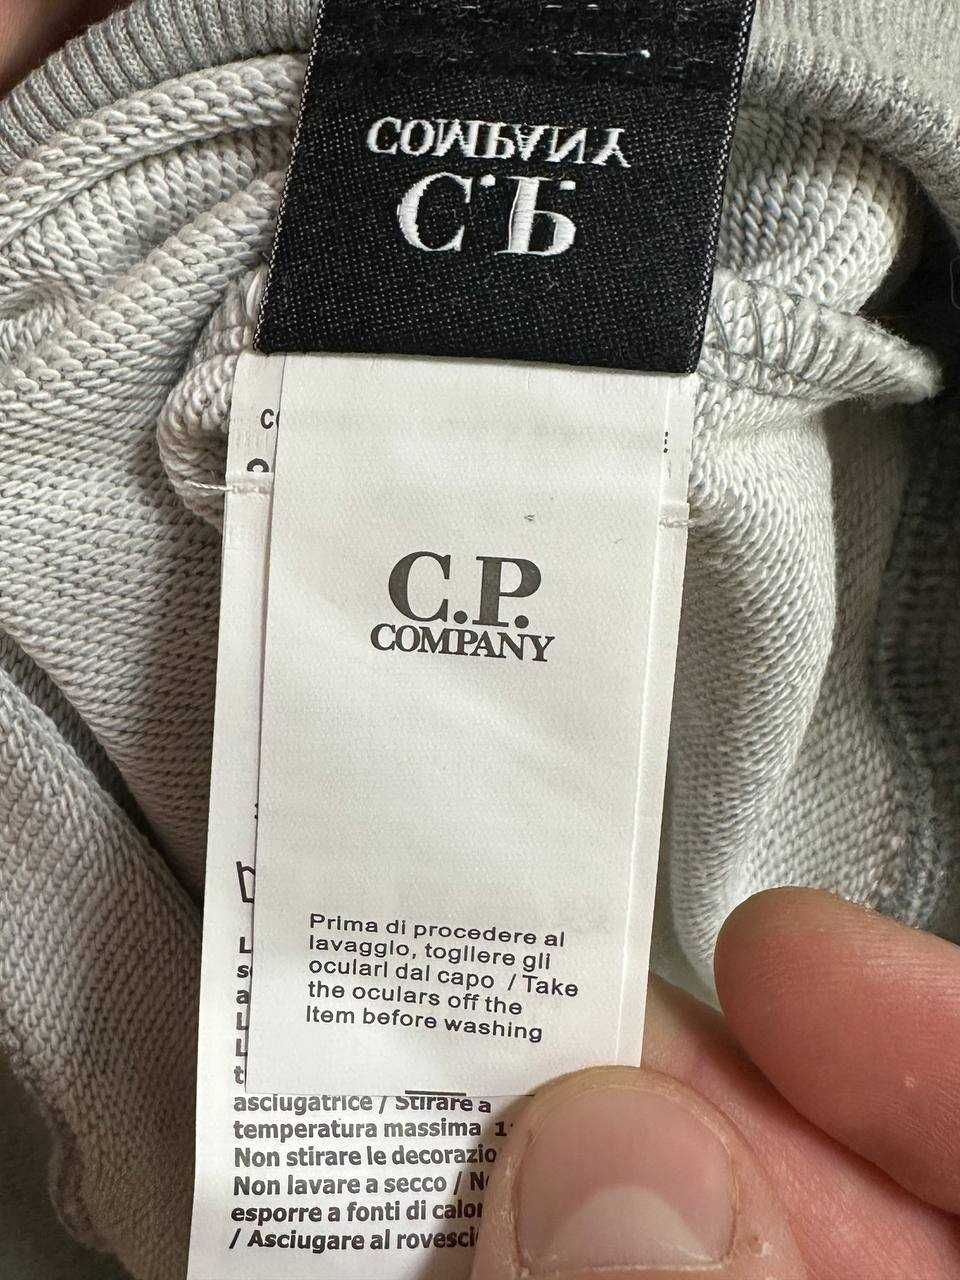 COMPANY
C.P.
C.P.
COMPANY
Prima di procedere al
lavaggio, togliere gli
oculari dal capo / Take
the oculars off the
Item before washing
asciugatrice / Stirare a
temperatura massima
Non stirare le decorazio
Non lavare a secco /
esporre a fonti di calor
/ Asciugare al rovesci